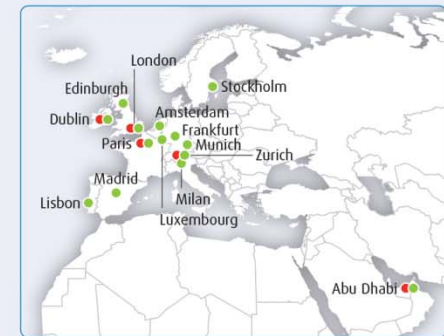 London
Edinburgh
Stockholm
Dublin
Amsterdam
Frankfurt
Paris
Munich
Zurich
Madrid
Milan
Lisbon
Luxembourg
Abu Dhabi